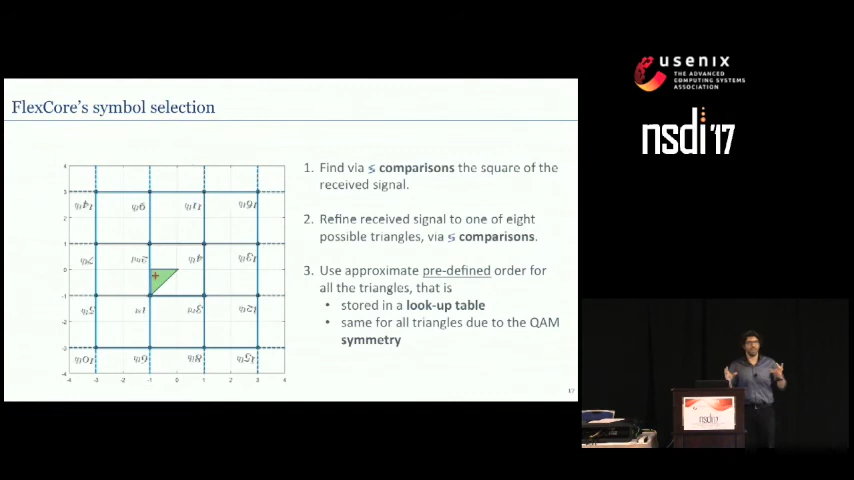 FlexCore's symbol selection
1. Find via ≤ comparisons the square of the
received signal.
2. Refine received signal to one of eight
possible triangles, via ≤ comparisons.
3. Use approximate pre-defined order for
all the triangles, that is
• stored in a look-up table
• same for all triangles due to the QAM
symmetry
17
usenix
THE ADVANCED
COMPUTING SYSTEMS
ASSOCIATION
nsdi '17
nsdi